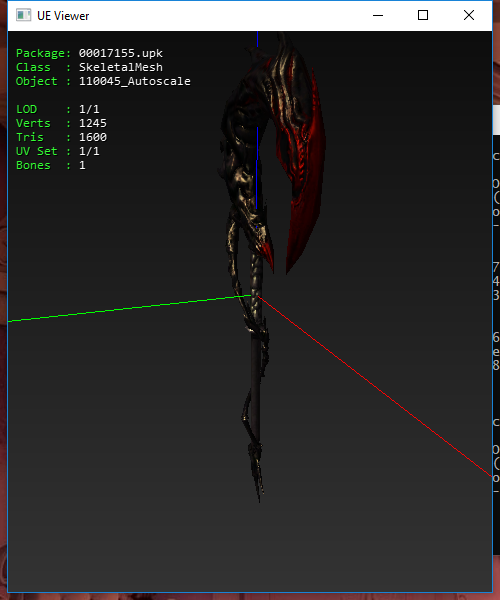 UE Viewer
Package: 00017155.upk
Class : SkeletalMesh
Object : 110045_Autoscale
LOD : 1/1
Verts : 1245
Tris : 1600
UV Set : 1/1
Bones : 1